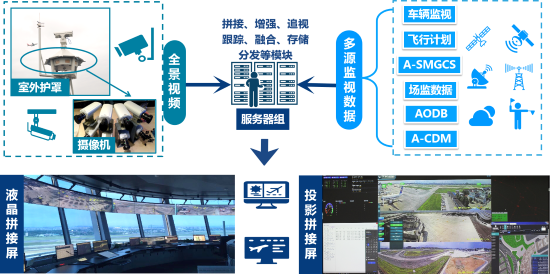 室外护罩
摄像机
全景视频
拼接、增强、追视
跟踪、融合、存储
分发等模块
服务器组
多源监视数据
车辆监视
飞行计划
A-SMGCS
场监数据
AODB
A-CDM
液晶拼接屏
投影拼接屏